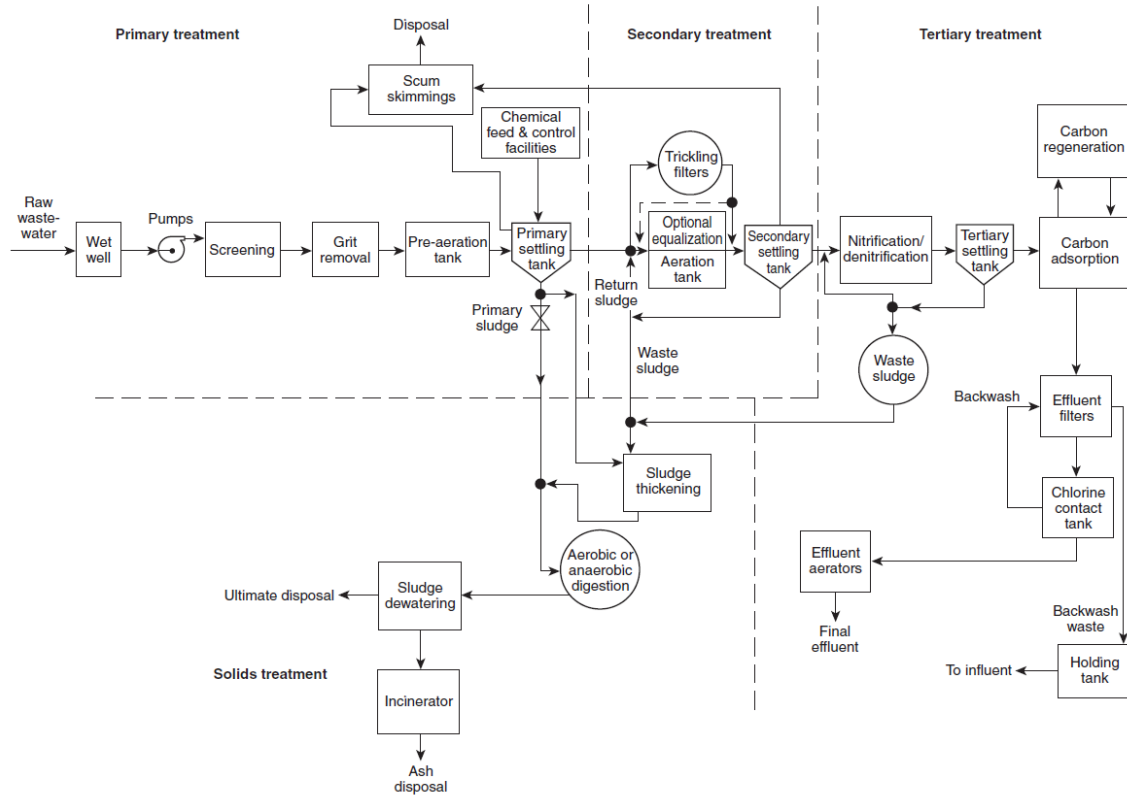 Primary treatment
Disposal
Secondary treatment
Tertiary treatment
Scum
skimmings
Chemical
feed & control
facilities
Trickling
filters
Carbon
regeneration
Raw
waste-
water
Pumps
Wet
well
Screening
Grit
removal
Pre-aeration
tank
Primary
settling
tank
Optional
equalization
Aeration
tank
Secondary
settling
tank
Nitrification/
denitrification
Tertiary
settling
tank
Carbon
adsorption
Return
sludge
Primary
sludge
Waste
sludge
Waste
sludge
Backwash
Effluent
filters
Sludge
thickening
Chlorine
contact
tank
Aerobic or
anaerobic
digestion
Effluent
aerators
Ultimate disposal
Sludge
dewatering
Final
effluent
Backwash
waste
Solids treatment
Incinerator
To influent
Holding
tank
Ash
disposal